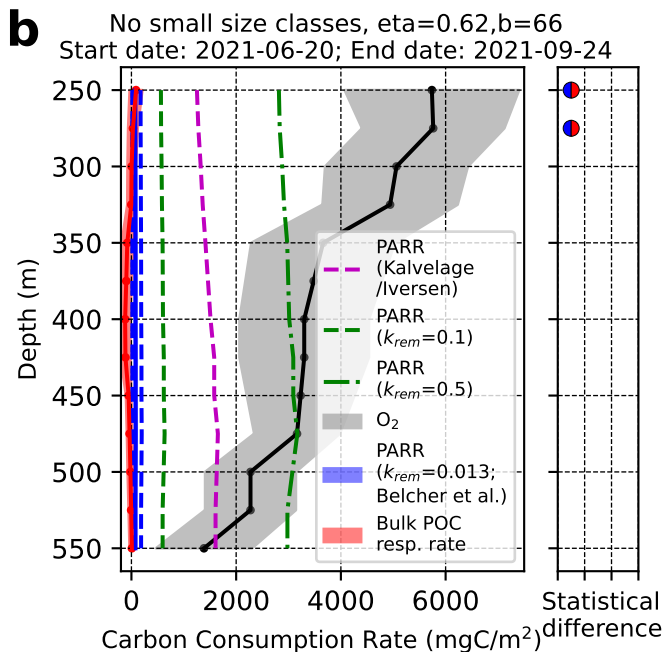 b
No small size classes, eta=0.62,b=66
Start date: 2021-06-20; End date: 2021-09-24
250
300
350
400
450
500
550
Depth (m)
PARR
(Kalvelage
/Iversen)
PARR
(k_rem=0.1)
PARR
(k_rem=0.5)
O₂
PARR
(k_rem=0.013;
Belcher et al.)
Bulk POC
resp. rate
0 2000 4000 6000
Carbon Consumption Rate (mgC/m²)
Statistical
difference